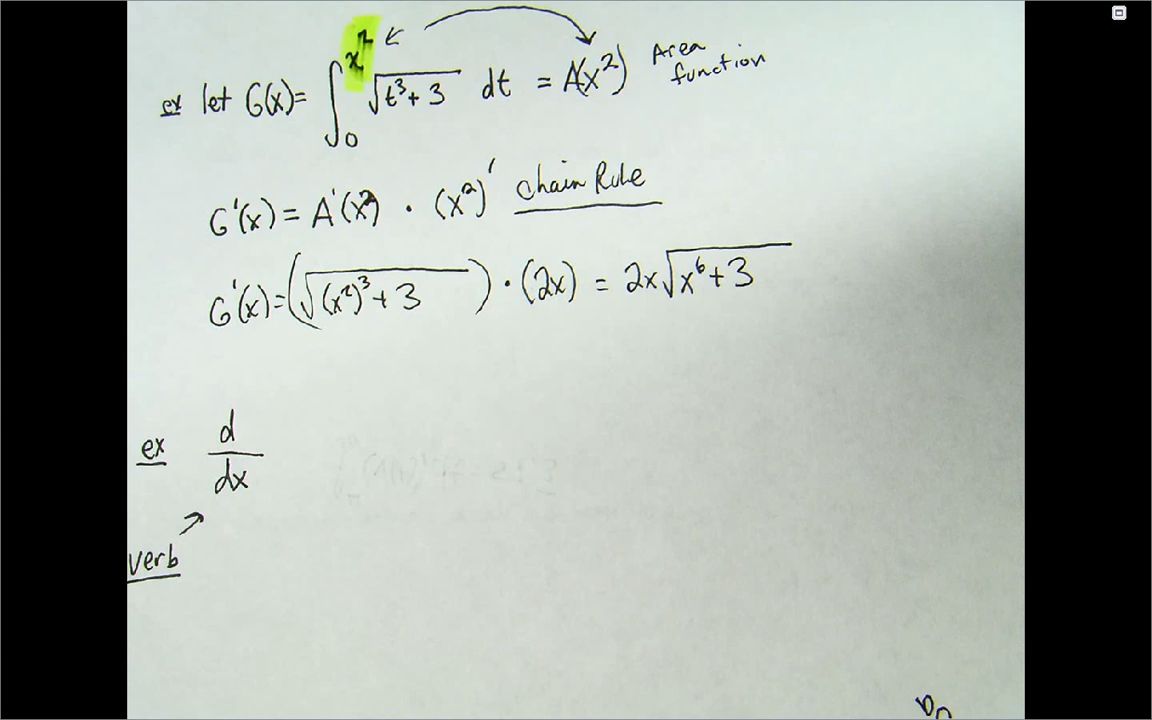 ex let G(x) = ∫₀^(x²) √(t³ + 3) dt = A(x²) Area function
G'(x) = A'(x²) · (x²)' Chain Rule
G'(x) = (√((x²)³ + 3)) · (2x) = 2x√(x⁶ + 3)
ex d/dx
verb